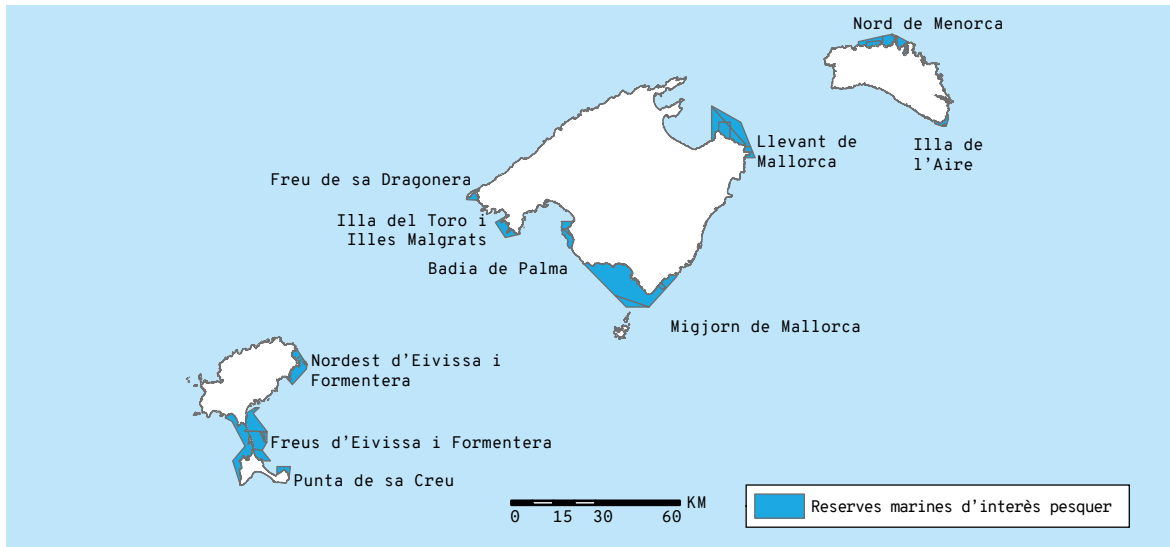 Nord de Menorca
Llevant de
Mallorca
Illa de
l'Aire
Freu de sa Dragonera
Illa del Toro i
Illes Malgrats
Badia de Palma
Migjorn de Mallorca
Nordest d'Eivissa i
Formentera
Freus d'Eivissa i Formentera
Punta de sa Creu
KM
0 15 30 60
Reserves marines d'interès pesquer